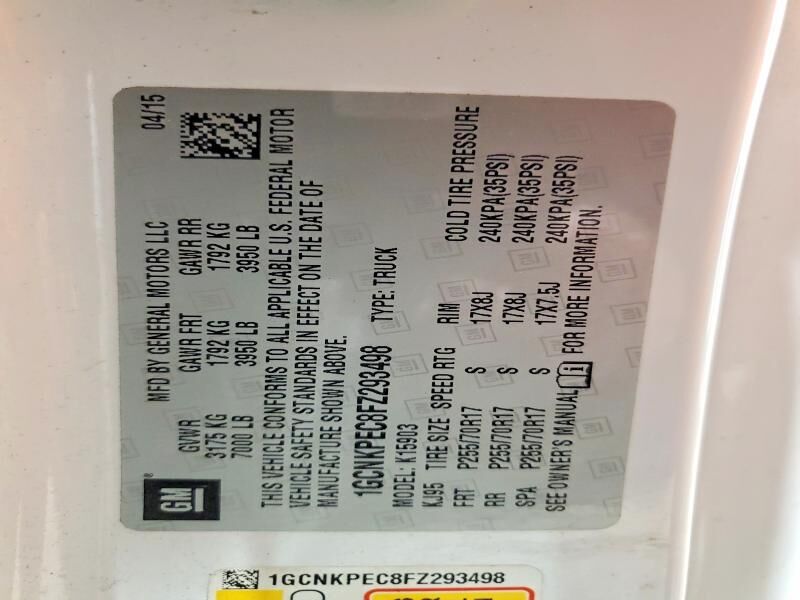 GM
MFD BY GENERAL MOTORS LLC 04/15
GVWR GAWR FRT GAWR RR
3175 KG 1792 KG 1792 KG
7000 LB 3950 LB 3950 LB
THIS VEHICLE CONFORMS TO ALL APPLICABLE U.S. FEDERAL MOTOR
VEHICLE SAFETY STANDARDS IN EFFECT ON THE DATE OF
MANUFACTURE SHOWN ABOVE.
1GCNKPEC8FZ293498 TYPE: TRUCK
MODEL: K15903
KJ95 TIRE SIZE SPEED RTG RIM COLD TIRE PRESSURE
FRT P255/70R17 S 17X8J 240KPA(35PSI)
RR P255/70R17 S 17X8J 240KPA(35PSI)
SPA P255/70R17 S 17X7.5J 240KPA(35PSI)
SEE OWNER'S MANUAL i FOR MORE INFORMATION.
1GCNKPEC8FZ293498